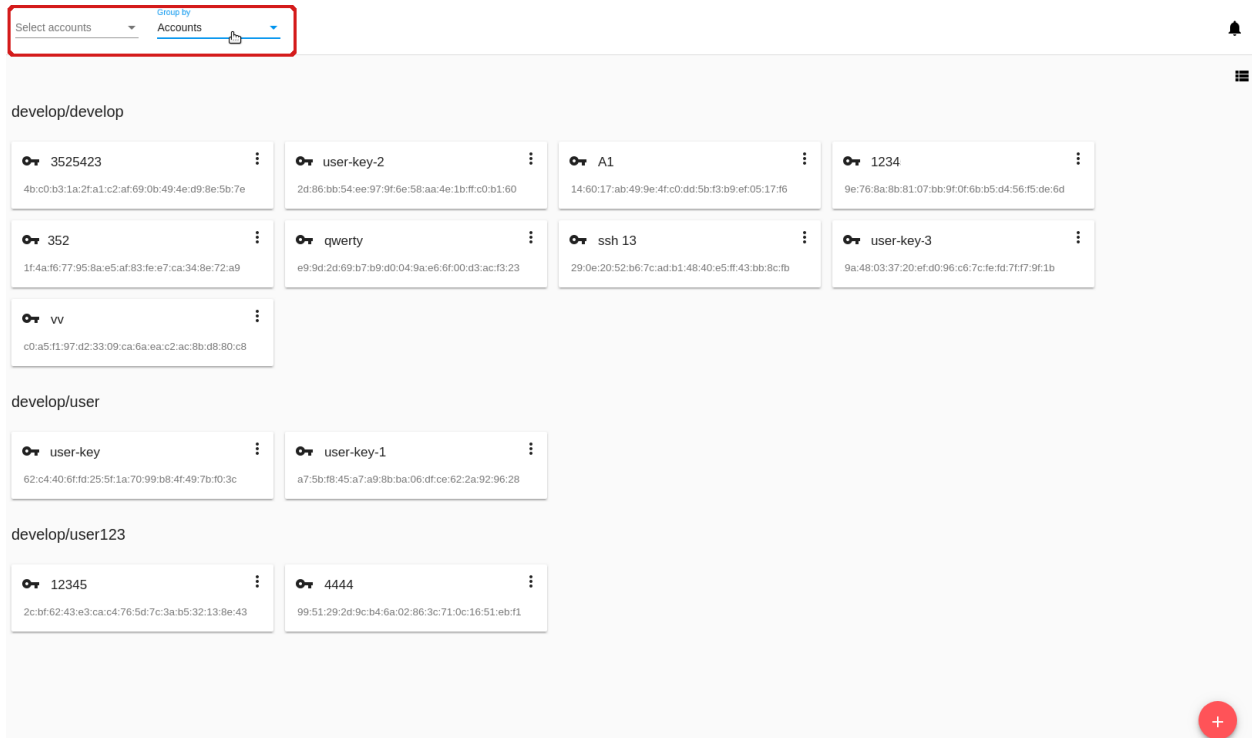 Group by
Select accounts Accounts
develop/develop
3525423 user-key-2 A1 1234
4b:c0:b3:1a:2f:a1:c2:af:69:0b:49:4e:d9:8e:5b:7e 2d:86:bb:54:ee:97:9f:6e:58:aa:4e:1b:ff:c0:b1:60 14:60:17:ab:49:9e:4f:c0:dd:5b:f3:b9:ef:05:17:f6 9e:76:8a:8b:81:07:bb:9f:0f:6b:b5:d4:56:f5:de:6d
352 qwerty ssh 13 user-key-3
1f:4a:f6:77:95:8a:e5:af:83:fe:e7:ca:34:8e:72:a9 e9:9d:2d:69:b7:b9:d0:04:9a:e6:6f:00:d3:ac:f3:23 29:0e:20:52:b6:7c:ad:b1:48:40:e5:ff:43:bb:8c:fb 9a:48:03:37:20:ef:d0:96:c6:7c:fe:fd:7f:f7:9f:1b
vv
c0:a5:f1:97:d2:33:09:ca:6a:ea:c2:ac:8b:d8:80:c8
develop/user
user-key user-key-1
62:c4:40:6f:fd:25:5f:1a:70:99:b8:4f:49:7b:f0:3c a7:5b:f8:45:a7:a9:8b:ba:06:df:ce:62:2a:92:96:28
develop/user123
12345 4444
2c:bf:62:43:e3:ca:c4:76:5d:7c:3a:b5:32:13:8e:43 99:51:29:2d:9c:b4:6a:02:86:3c:71:0c:16:51:eb:f1